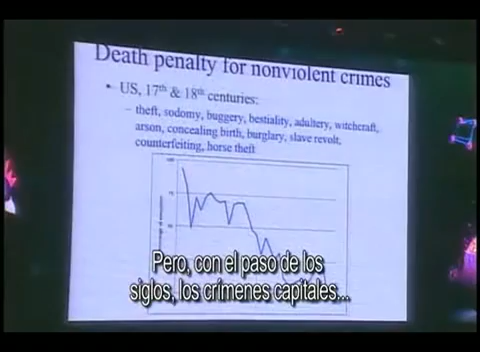 Death penalty for nonviolent crimes
• US, 17th & 18th centuries:
– theft, sodomy, buggery, bestiality, adultery, witchcraft,
arson, concealing birth, burglary, slave revolt,
counterfeiting, horse theft
100
75
Pero, con el paso de los
siglos, los crímenes capitales...